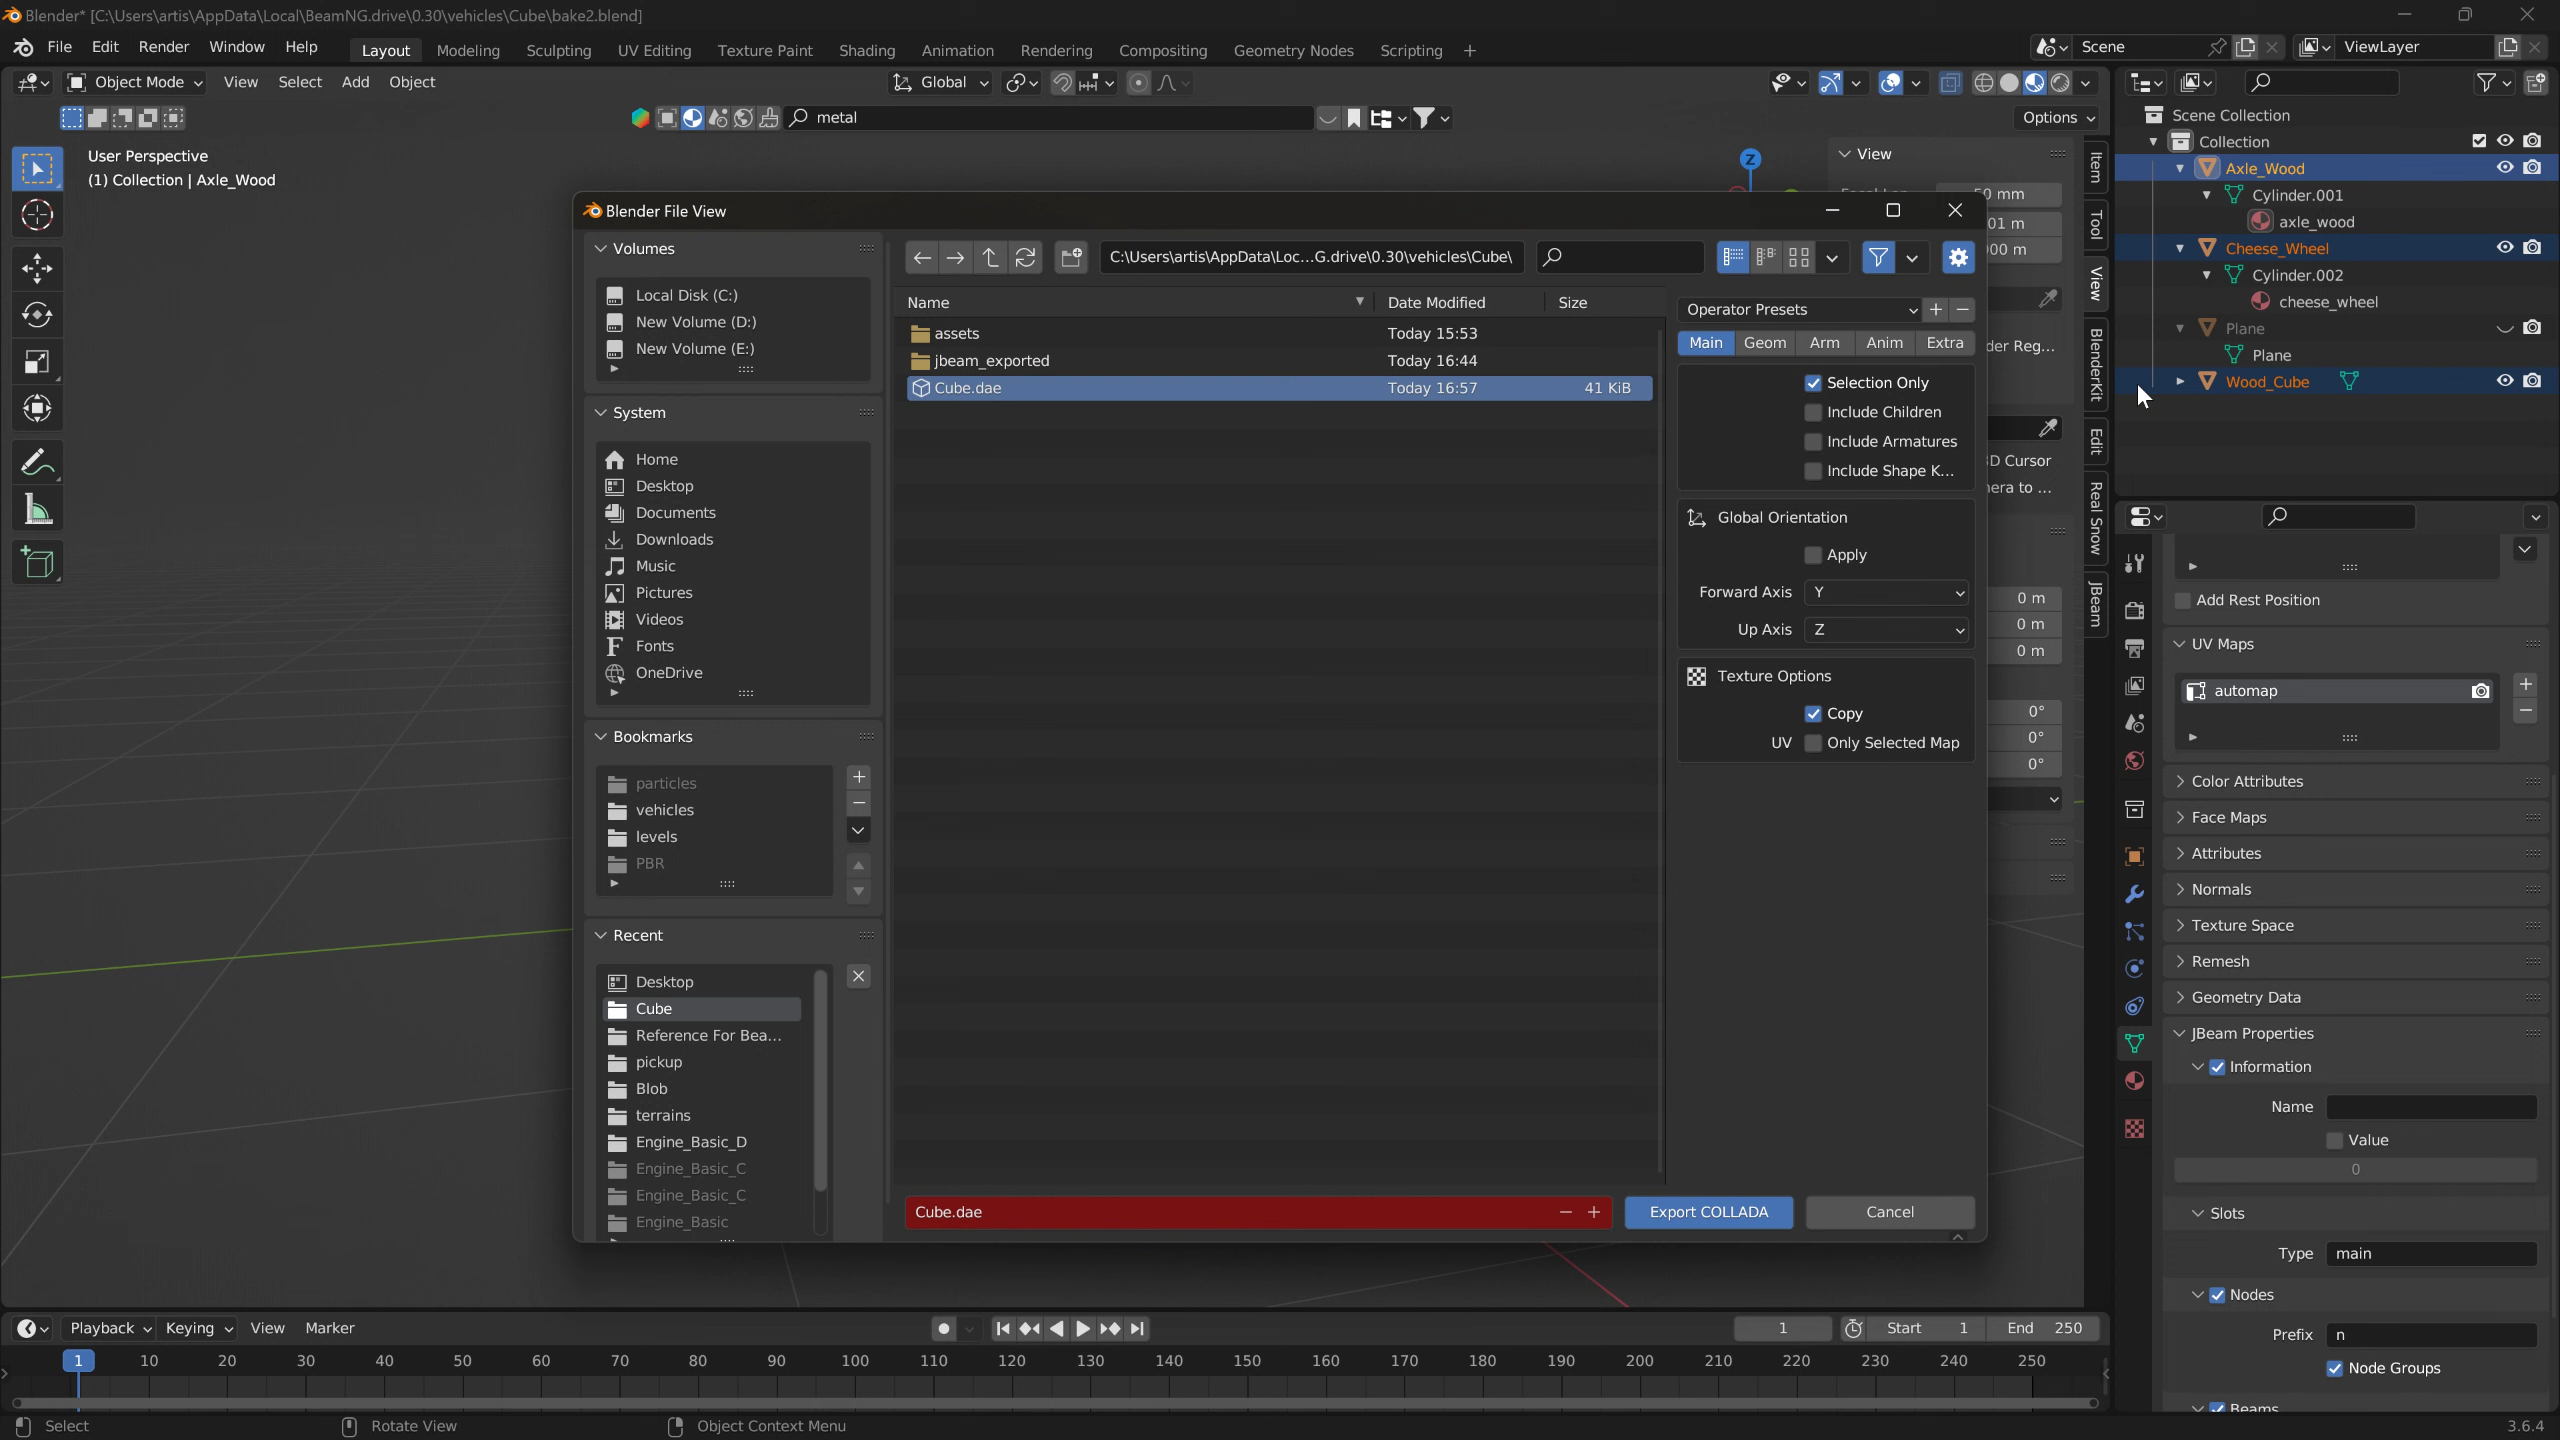 Blender* [C:\Users\artis\AppData\Local\BeamNG.drive\0.30\vehicles\Cube\bake2.blend]
File Edit Render Window Help Layout Modeling Sculpting UV Editing Texture Paint Shading Animation Rendering Compositing Geometry Nodes Scripting + Scene ViewLayer
Object Mode View Select Add Object Global
metal Options
User Perspective
(1) Collection | Axle_Wood
Z
View
50 mm
01 m
000 m
der Reg...
3D Cursor
era to ...
0 m
0 m
0 m
0°
0°
0°
Item
Tool
View
BlenderKit
Edit
Real Snow
JBeam
Blender File View
Volumes
Local Disk (C:)
New Volume (D:)
New Volume (E:)
System
Home
Desktop
Documents
Downloads
Music
Pictures
Videos
Fonts
OneDrive
Bookmarks
particles
vehicles
levels
PBR
Recent
Desktop
Cube
Reference For Bea...
pickup
Blob
terrains
Engine_Basic_D
Engine_Basic_C
Engine_Basic_C
Engine_Basic
C:\Users\artis\AppData\Loc...G.drive\0.30\vehicles\Cube\
Name Date Modified Size
assets Today 15:53
jbeam_exported Today 16:44
Cube.dae Today 16:57 41 KiB
Operator Presets
Main Geom Arm Anim Extra
Selection Only
Include Children
Include Armatures
Include Shape K...
Global Orientation
Apply
Forward Axis Y
Up Axis Z
Texture Options
Copy
UV Only Selected Map
Cube.dae Export COLLADA Cancel
Scene Collection
Collection
Axle_Wood
Cylinder.001
axle_wood
Cheese_Wheel
Cylinder.002
cheese_wheel
Plane
Plane
Wood_Cube
Add Rest Position
UV Maps
automap
Color Attributes
Face Maps
Attributes
Normals
Texture Space
Remesh
Geometry Data
JBeam Properties
Information
Name
Value
0
Slots
Type main
Nodes
Prefix n
Node Groups
Beams
Playback Keying View Marker 1 Start 1 End 250
1 10 20 30 40 50 60 70 80 90 100 110 120 130 140 150 160 170 180 190 200 210 220 230 240 250
Select Rotate View Object Context Menu 3.6.4